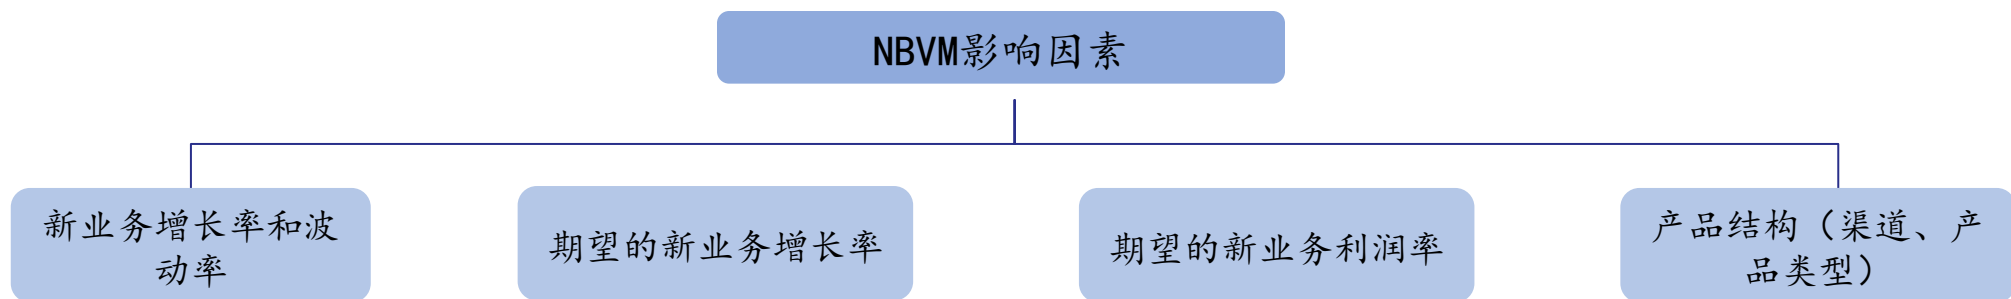 NBVM影响因素
新业务增长率和波
动率
期望的新业务增长率
期望的新业务利润率
产品结构（渠道、产
品类型）